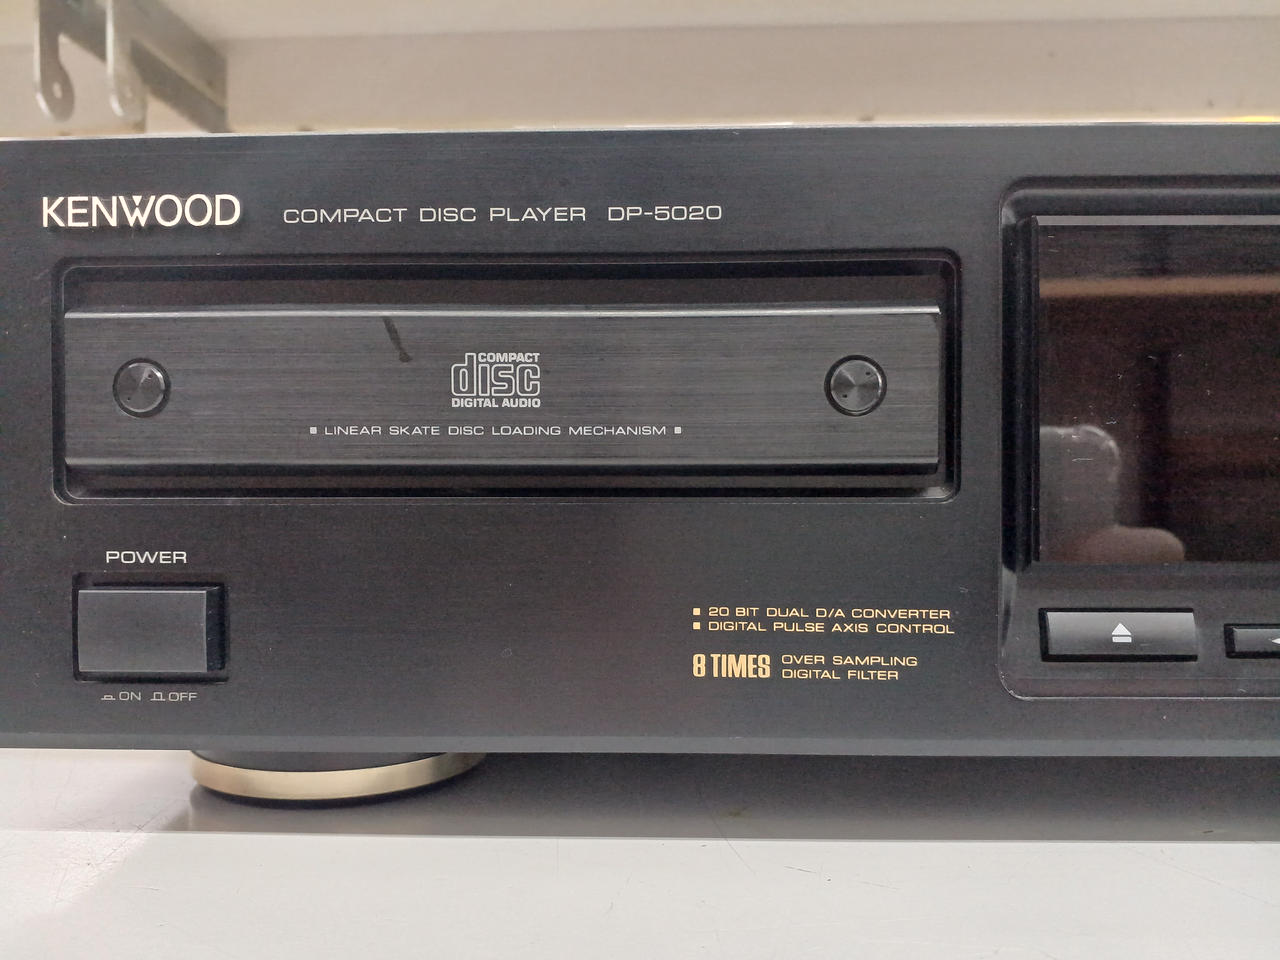 KENWOOD COMPACT DISC PLAYER DP-5020
COMPACT
disc
DIGITAL AUDIO
LINEAR SKATE DISC LOADING MECHANISM
POWER
ON OFF
20 BIT DUAL D/A CONVERTER
DIGITAL PULSE AXIS CONTROL
8 TIMES OVER SAMPLING
DIGITAL FILTER